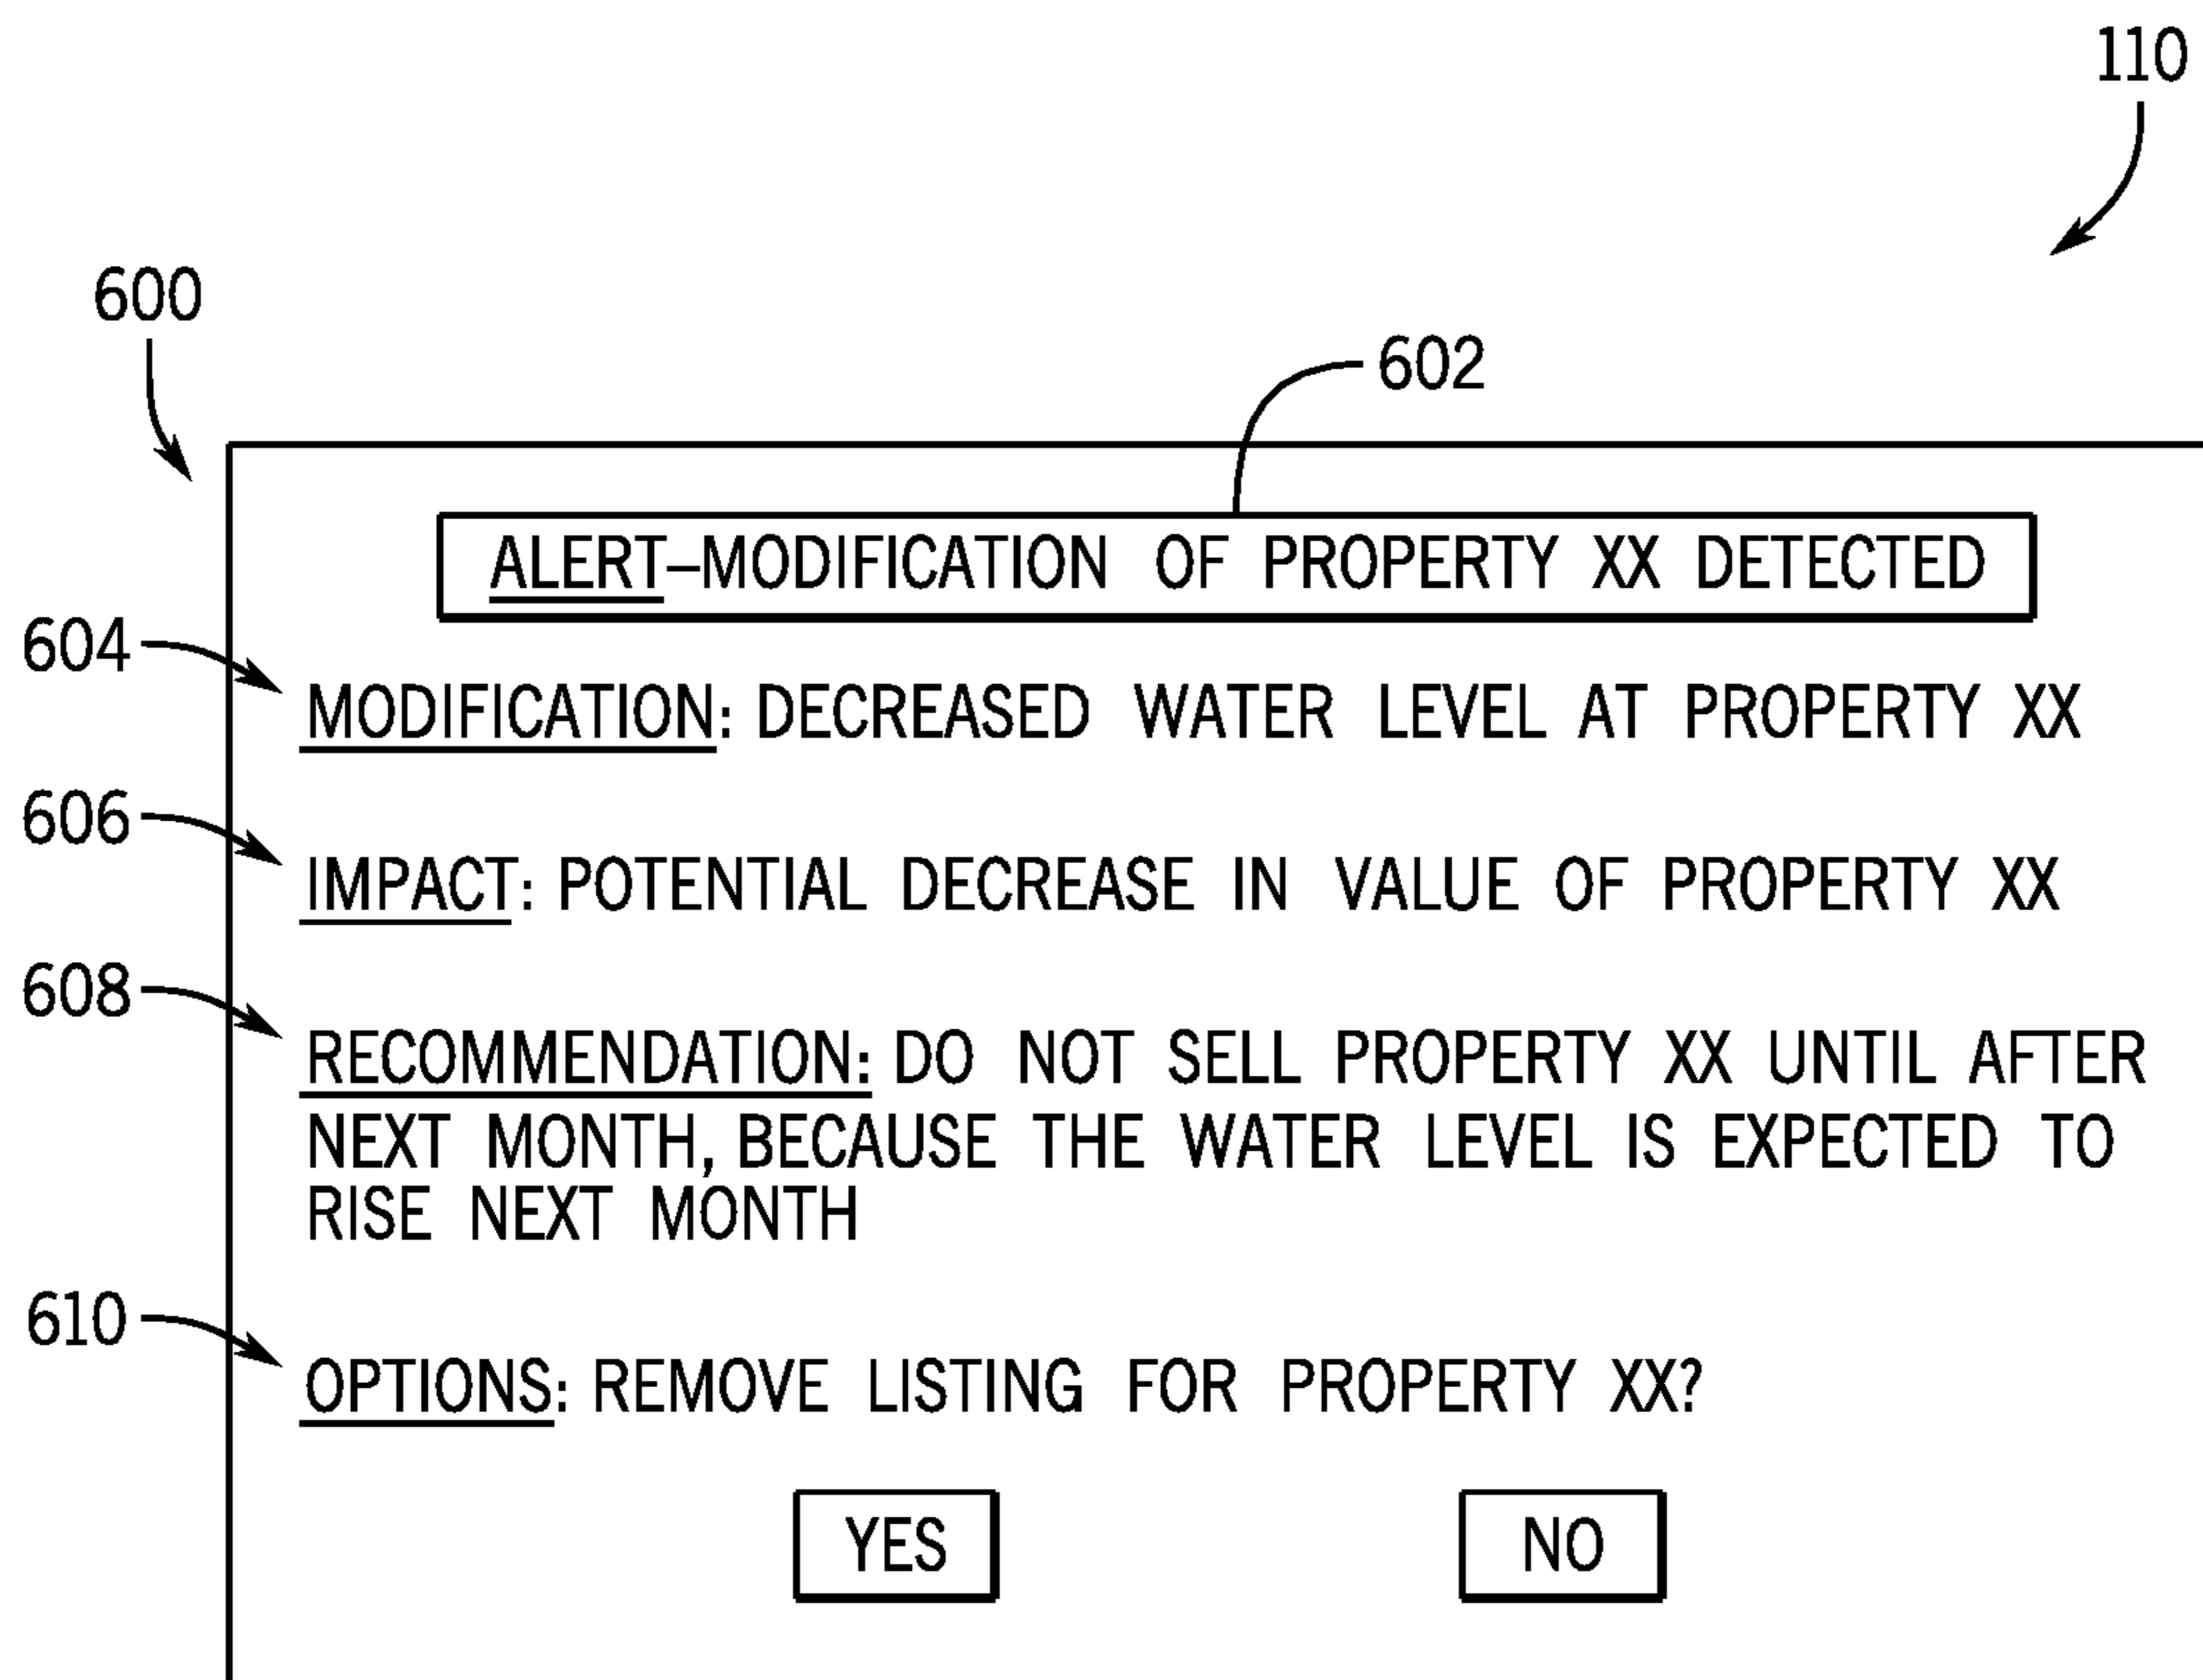 110
600
602
ALERT–MODIFICATION OF PROPERTY XX DETECTED
604
MODIFICATION: DECREASED WATER LEVEL AT PROPERTY XX
606
IMPACT: POTENTIAL DECREASE IN VALUE OF PROPERTY XX
608
RECOMMENDATION: DO NOT SELL PROPERTY XX UNTIL AFTER
NEXT MONTH, BECAUSE THE WATER LEVEL IS EXPECTED TO
RISE NEXT MONTH
610
OPTIONS: REMOVE LISTING FOR PROPERTY XX?
YES
NO